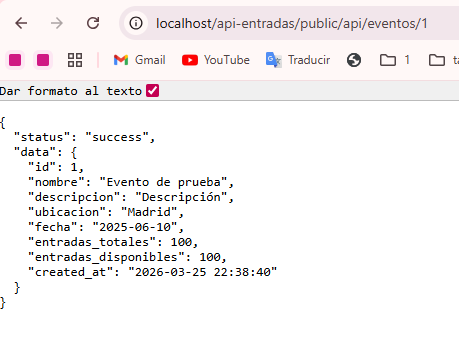 localhost/api-entradas/public/api/eventos/1
Gmail YouTube Traducir 1
Dar formato al texto
{
  "status": "success",
  "data": {
    "id": 1,
    "nombre": "Evento de prueba",
    "descripcion": "Descripción",
    "ubicacion": "Madrid",
    "fecha": "2025-06-10",
    "entradas_totales": 100,
    "entradas_disponibles": 100,
    "created_at": "2026-03-25 22:38:40"
  }
}